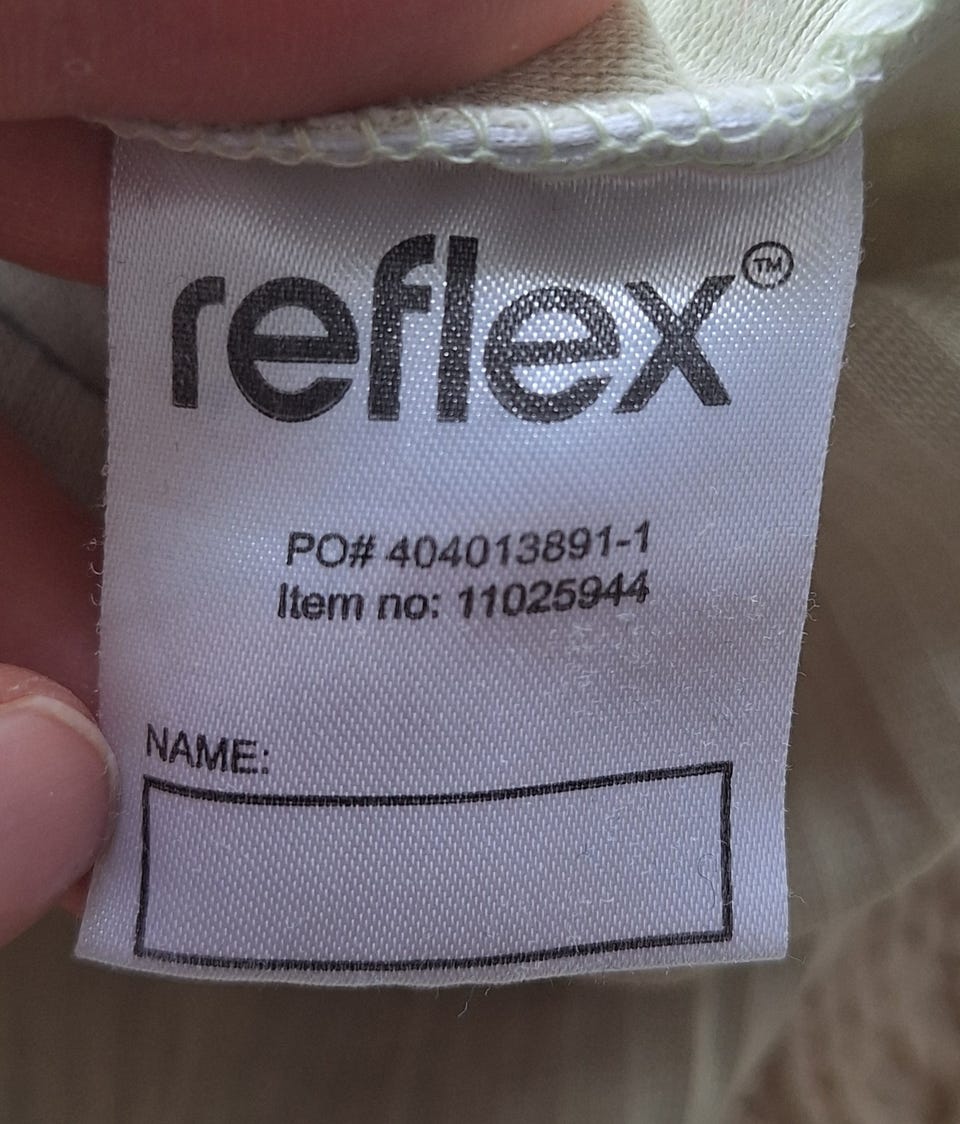 reflex™
PO# 404013891-1
Item no: 11025944
NAME: